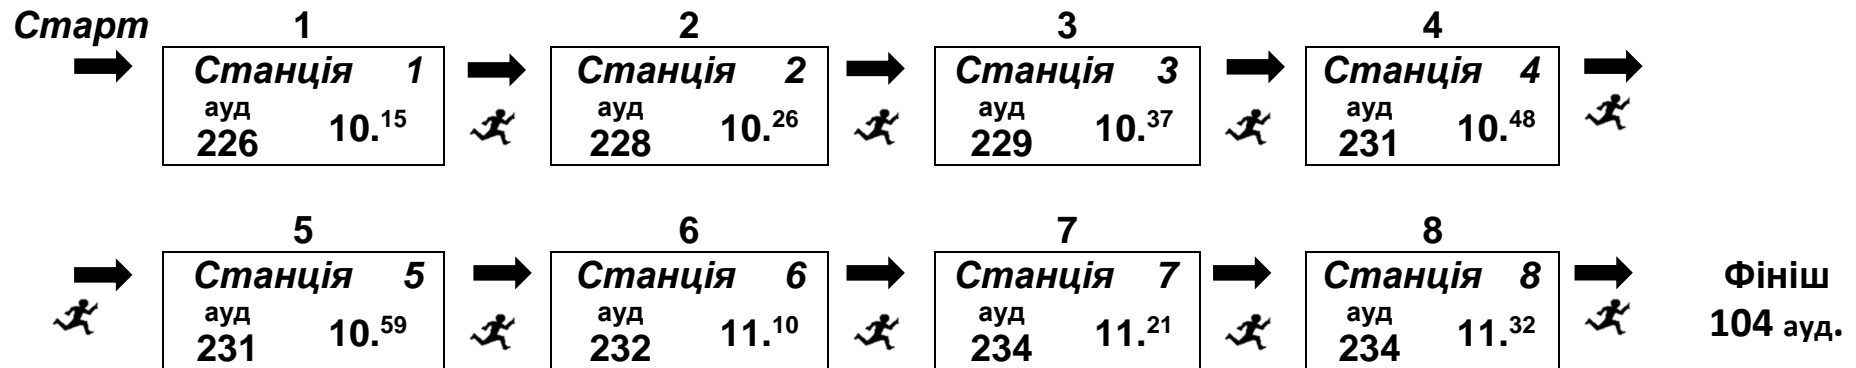 Старт 1 2 3 4
Станція 1 Станція 2 Станція 3 Станція 4
ауд ауд ауд ауд
226 10.15 228 10.26 229 10.37 231 10.48
5 6 7 8
Станція 5 Станція 6 Станція 7 Станція 8 Фініш
ауд ауд ауд ауд
231 10.59 232 11.10 234 11.21 234 11.32 104 ауд.